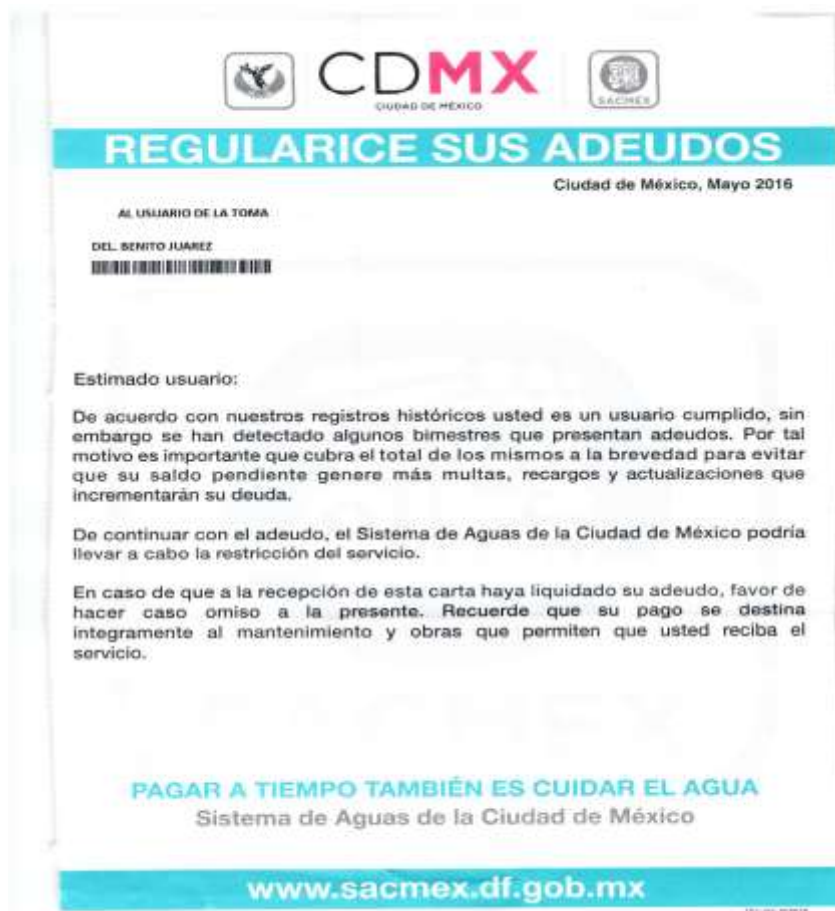 CDMX
CIUDAD DE MÉXICO
SACMEX
REGULARICE SUS ADEUDOS
Ciudad de México, Mayo 2016
AL USUARIO DE LA TOMA
DEL. BENITO JUAREZ
Estimado usuario:
De acuerdo con nuestros registros históricos usted es un usuario cumplido, sin
embargo se han detectado algunos bimestres que presentan adeudos. Por tal
motivo es importante que cubra el total de los mismos a la brevedad para evitar
que su saldo pendiente genere más multas, recargos y actualizaciones que
incrementarán su deuda.
De continuar con el adeudo, el Sistema de Aguas de la Ciudad de México podría
llevar a cabo la restricción del servicio.
En caso de que a la recepción de esta carta haya liquidado su adeudo, favor de
hacer caso omiso a la presente. Recuerde que su pago se destina
integramente al mantenimiento y obras que permiten que usted reciba el
servicio.
PAGAR A TIEMPO TAMBIÉN ES CUIDAR EL AGUA
Sistema de Aguas de la Ciudad de México
www.sacmex.df.gob.mx